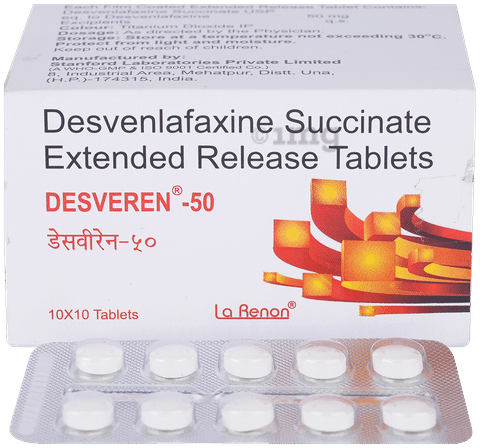 Each Film Coated Extended Release Tablet Contains:
Desvenlafaxine Succinate USP
eq. to Desvenlafaxine 50 mg
Excipients q.s.
Colour: Titanium Dioxide IP
Dosage: As directed by the Physician
Storage: Store at a temperature not exceeding 30°C.
Protect from light and moisture.
Keep out of reach of children.
Manufactured by:
Stanford Laboratories Private Limited
(A WHO-GMP & ISO 9001 Certified Co.)
8, Industrial Area, Mehatpur, Distt. Una,
(H.P.)-174315, India.
Desvenlafaxine Succinate
©1mg
Extended Release Tablets
DESVEREN®-50
डेसवीरेन-५०
10X10 Tablets
La Renon®